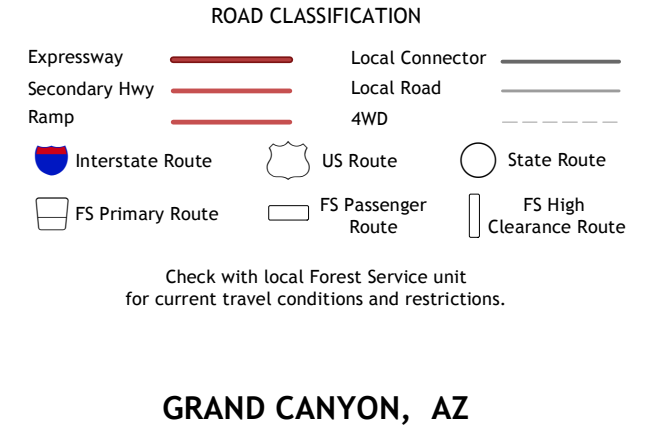 ROAD CLASSIFICATION
Expressway
Local Connector
Secondary Hwy
Local Road
Ramp
4WD
Interstate Route
US Route
State Route
FS Primary Route
FS Passenger
Route
FS High
Clearance Route
Check with local Forest Service unit
for current travel conditions and restrictions.
GRAND CANYON, AZ